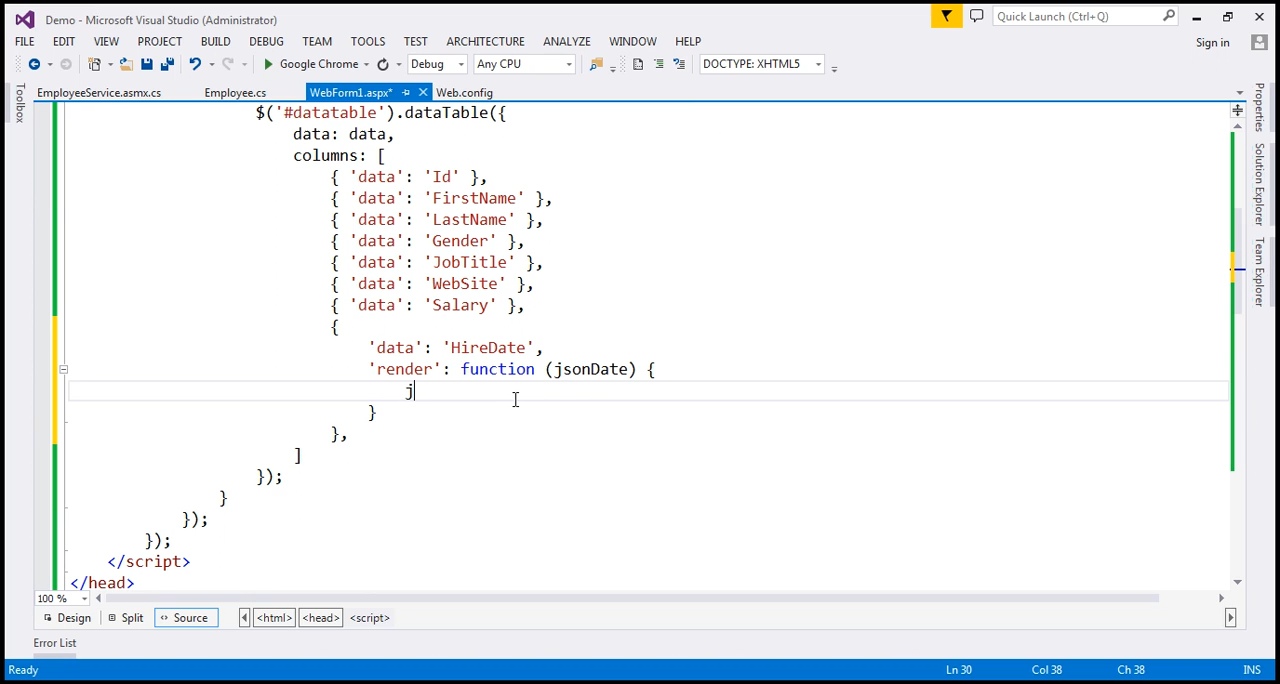 Demo - Microsoft Visual Studio (Administrator)
Quick Launch (Ctrl+Q)
FILE EDIT VIEW PROJECT BUILD DEBUG TEAM TOOLS TEST ARCHITECTURE ANALYZE WINDOW HELP
Sign in
Google Chrome Debug Any CPU DOCTYPE: XHTML5
Toolbox
EmployeeService.asmx.cs Employee.cs WebForm1.aspx* Web.config
Properties
Solution Explorer
Team Explorer
$('#datatable').dataTable({
data: data,
columns: [
{ 'data': 'Id' },
{ 'data': 'FirstName' },
{ 'data': 'LastName' },
{ 'data': 'Gender' },
{ 'data': 'JobTitle' },
{ 'data': 'WebSite' },
{ 'data': 'Salary' },
{
'data': 'HireDate',
'render': function (jsonDate) {
j
}
},
]
});
}
});
});
</script>
</head>
100 %
Design Split Source <html> <head> <script>
Error List
Ready Ln 30 Col 38 Ch 38 INS